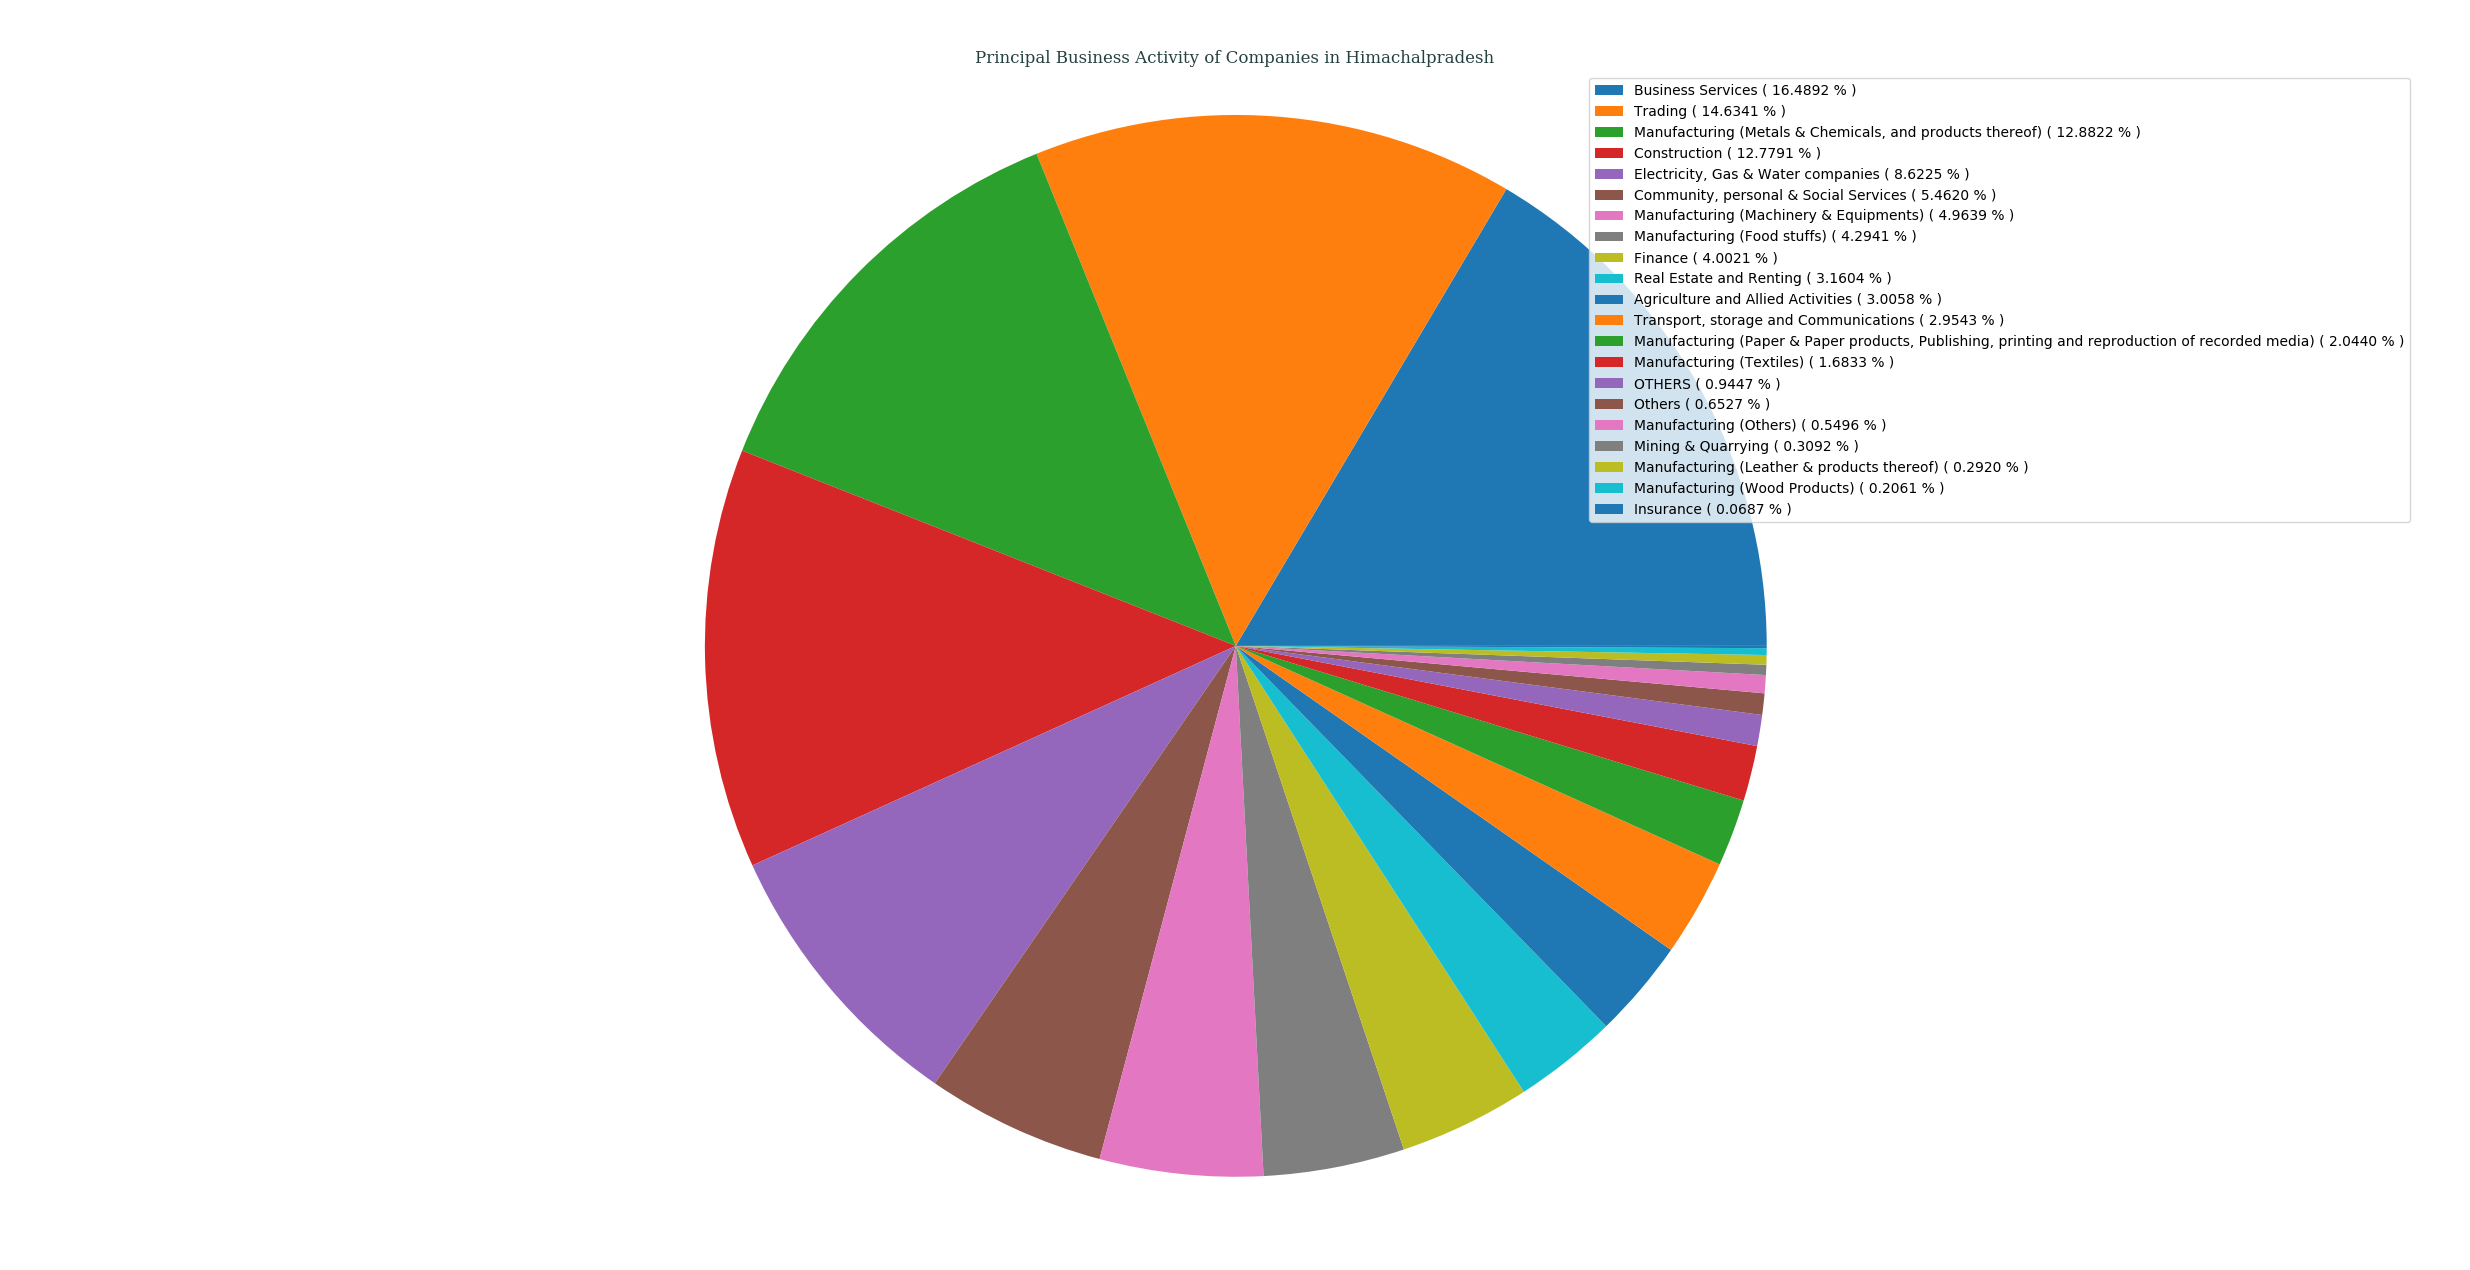 Principal Business Activity of Companies in Himachalpradesh
Business Services ( 16.4892 % )
Trading ( 14.6341 % )
Manufacturing (Metals & Chemicals, and products thereof) ( 12.8822 % )
Construction ( 12.7791 % )
Electricity, Gas & Water companies ( 8.6225 % )
Community, personal & Social Services ( 5.4620 % )
Manufacturing (Machinery & Equipments) ( 4.9639 % )
Manufacturing (Food stuffs) ( 4.2941 % )
Finance ( 4.0021 % )
Real Estate and Renting ( 3.1604 % )
Agriculture and Allied Activities ( 3.0058 % )
Transport, storage and Communications ( 2.9543 % )
Manufacturing (Paper & Paper products, Publishing, printing and reproduction of recorded media) ( 2.0440 % )
Manufacturing (Textiles) ( 1.6833 % )
OTHERS ( 0.9447 % )
Others ( 0.6527 % )
Manufacturing (Others) ( 0.5496 % )
Mining & Quarrying ( 0.3092 % )
Manufacturing (Leather & products thereof) ( 0.2920 % )
Manufacturing (Wood Products) ( 0.2061 % )
Insurance ( 0.0687 % )